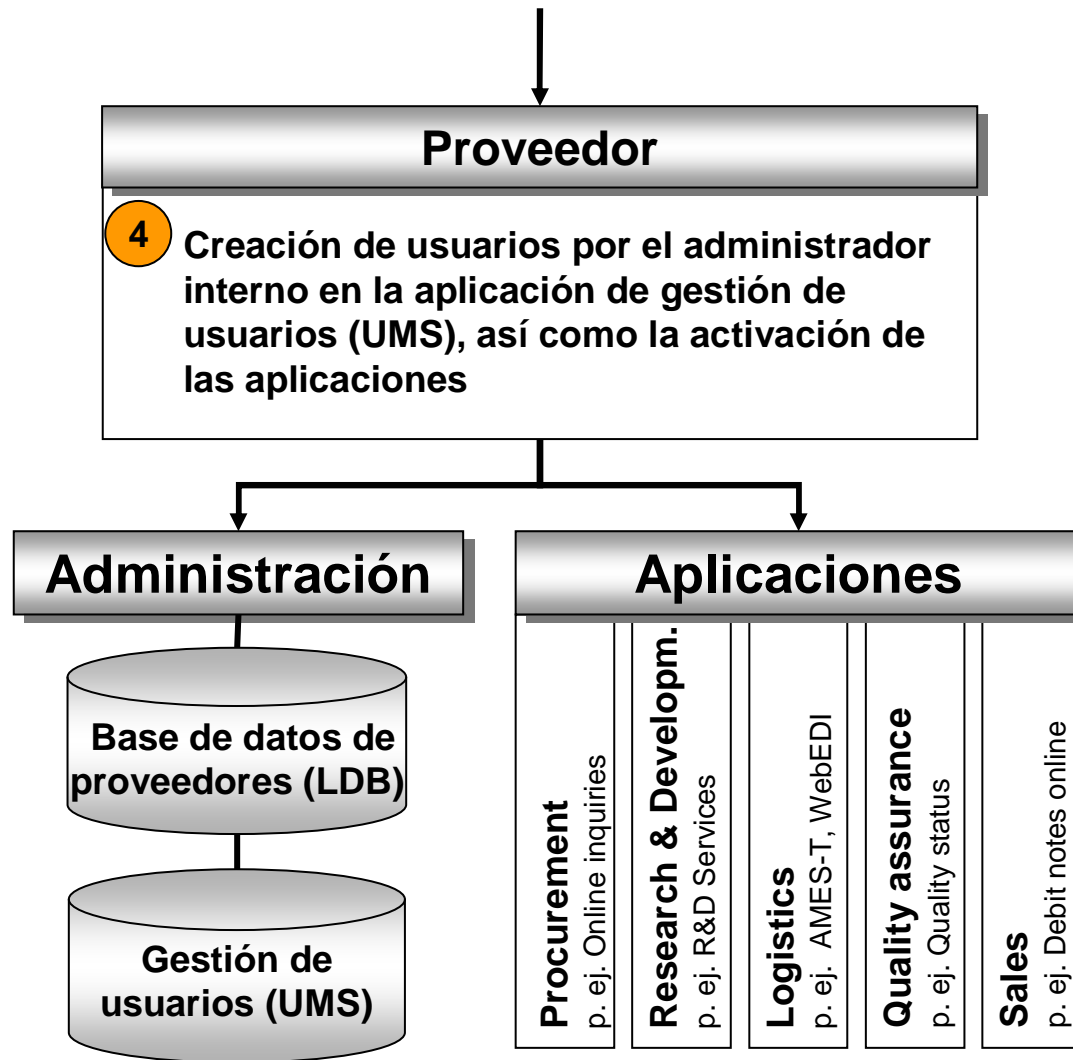 Proveedor
4
Creación de usuarios por el administrador
interno en la aplicación de gestión de
usuarios (UMS), así como la activación de
las aplicaciones
Administración
Base de datos de
proveedores (LDB)
Gestión de
usuarios (UMS)
Aplicaciones
Procurement
p. ej. Online inquiries
Research & Developm.
p. ej. R&D Services
Logistics
p. ej. AMES-T, WebEDI
Quality assurance
p. ej. Quality status
Sales
p. ej. Debit notes online